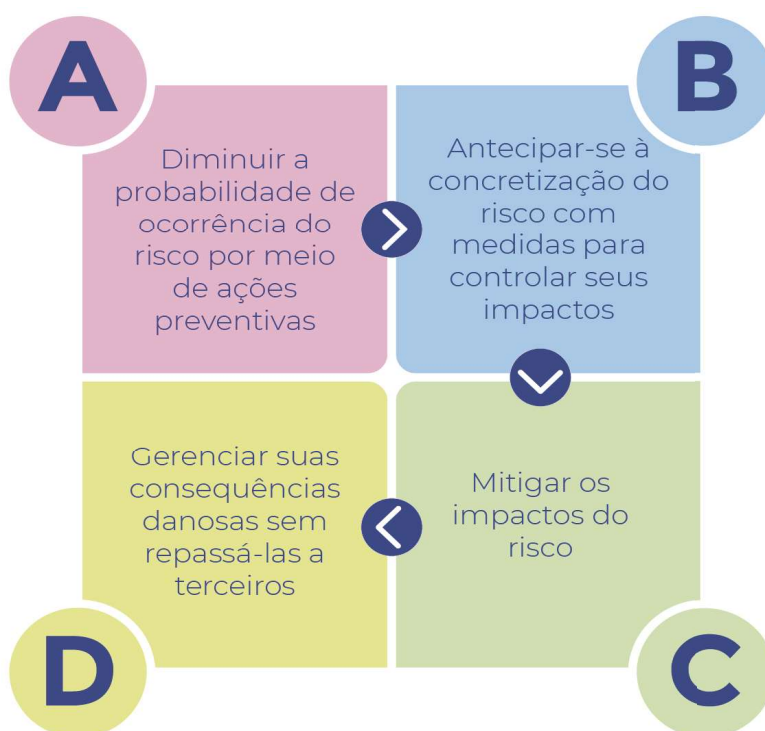 A
Diminuir a
probabilidade de
ocorrência do
risco por meio
de ações
preventivas
B
Antecipar-se à
concretização do
risco com
medidas para
controlar seus
impactos
C
Mitigar os
impactos do
risco
D
Gerenciar suas
consequências
danosas sem
repassá-las a
terceiros